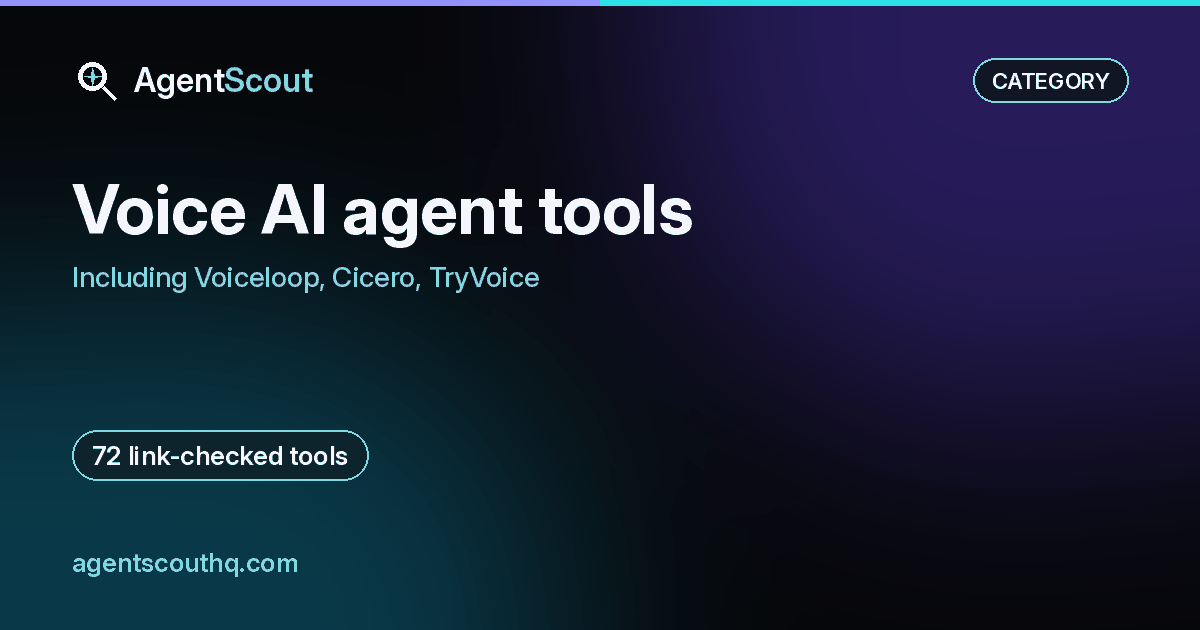 AgentScout
CATEGORY
Voice AI agent tools
Including Voiceloop, Cicero, TryVoice
72 link-checked tools
agentscouthq.com